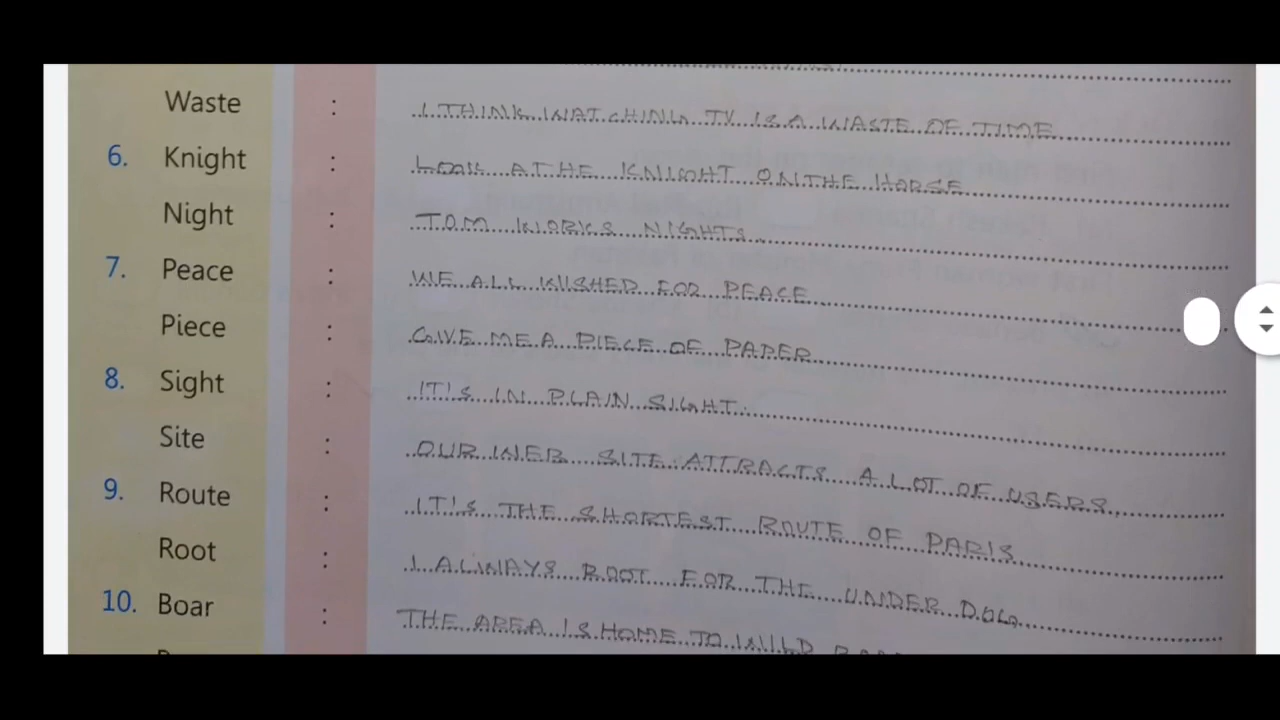 Waste : I THINK WATCHING TV IS A WASTE OF TIME
6. Knight : LOOK AT HE KNIGHT ON THE HORSE
Night : TOM WORKS NIGHTS.
7. Peace : WE ALL WISHED FOR PEACE
Piece : GIVE ME A PIECE OF PAPER
8. Sight : IT'S IN PLAIN SIGHT.
Site : OUR WEB SITE ATTRACTS A LOT OF USERS
9. Route : IT'S THE SHORTEST ROUTE OF PARIS
Root : I ALWAYS ROOT FOR THE UNDER DOG
10. Boar : THE AREA IS HOME TO WILD